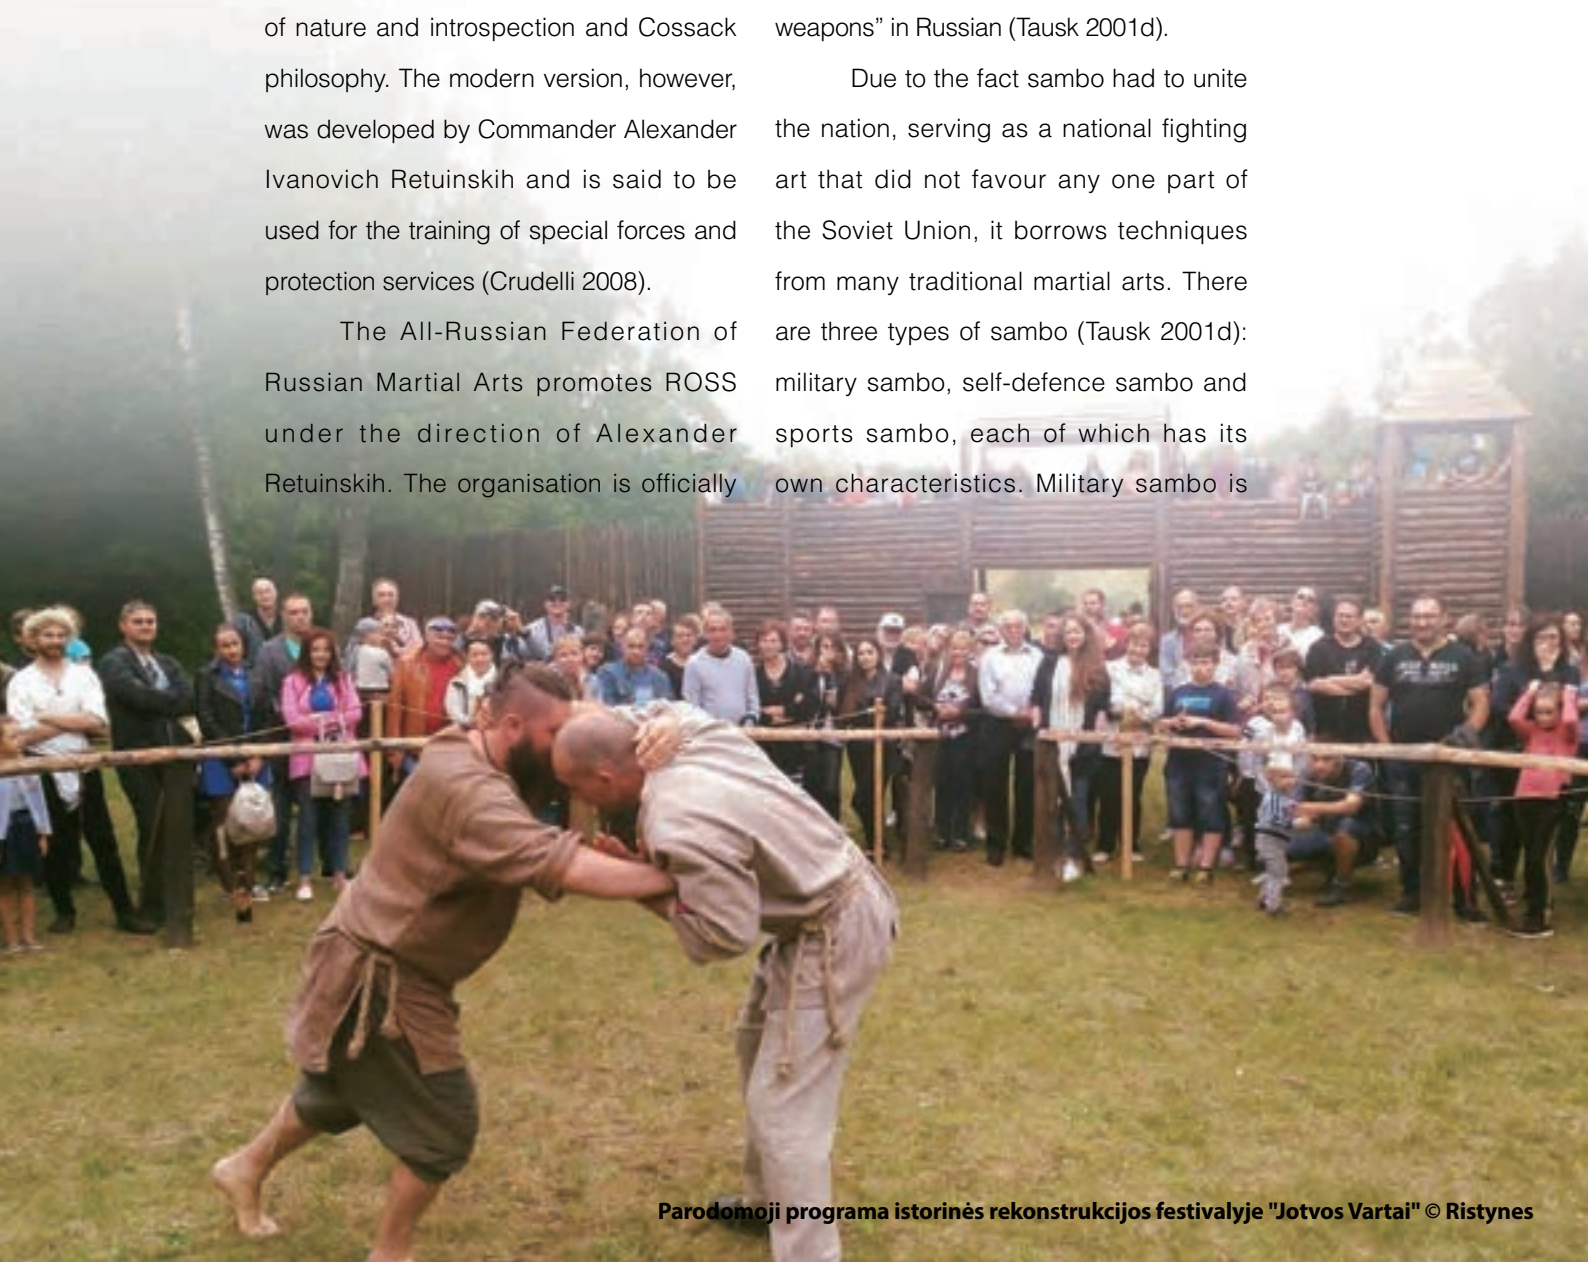 of nature and introspection and Cossack
philosophy. The modern version, however,
was developed by Commander Alexander
Ivanovich Retuinskih and is said to be
used for the training of special forces and
protection services (Crudelli 2008).
The All-Russian Federation of
Russian Martial Arts promotes ROSS
under the direction of Alexander
Retuinskih. The organisation is officially
weapons” in Russian (Tausk 2001d).
Due to the fact sambo had to unite
the nation, serving as a national fighting
art that did not favour any one part of
the Soviet Union, it borrows techniques
from many traditional martial arts. There
are three types of sambo (Tausk 2001d):
military sambo, self-defence sambo and
sports sambo, each of which has its
own characteristics. Military sambo is
Parodomoji programa istorinės rekonstrukcijos festivalyje "Jotvos Vartai" © Ristynes